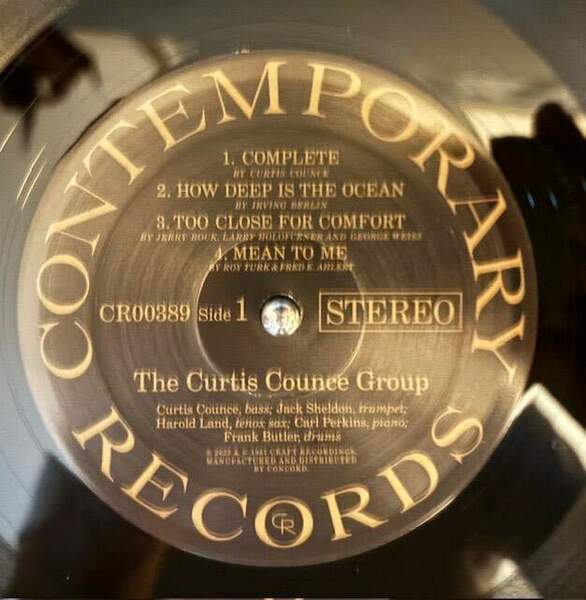 CONTEMPORARY
1. COMPLETE
BY CURTIS COUNCE
2. HOW DEEP IS THE OCEAN
BY IRVING BERLIN
3. TOO CLOSE FOR COMFORT
BY JERRY BOCK, LARRY HOLOFCENER AND GEORGE WEISS
4. MEAN TO ME
BY ROY TURK & FRED E. AHLERT
CR00389 Side 1 STEREO
The Curtis Counce Group
Curtis Counce, bass; Jack Sheldon, trumpet;
Harold Land, tenor sax; Carl Perkins, piano;
Frank Butler, drums
CRAFT RECORDINGS.
MANUFACTURED AND DISTRIBUTED
BY CONCORD.
RECORDS
CR